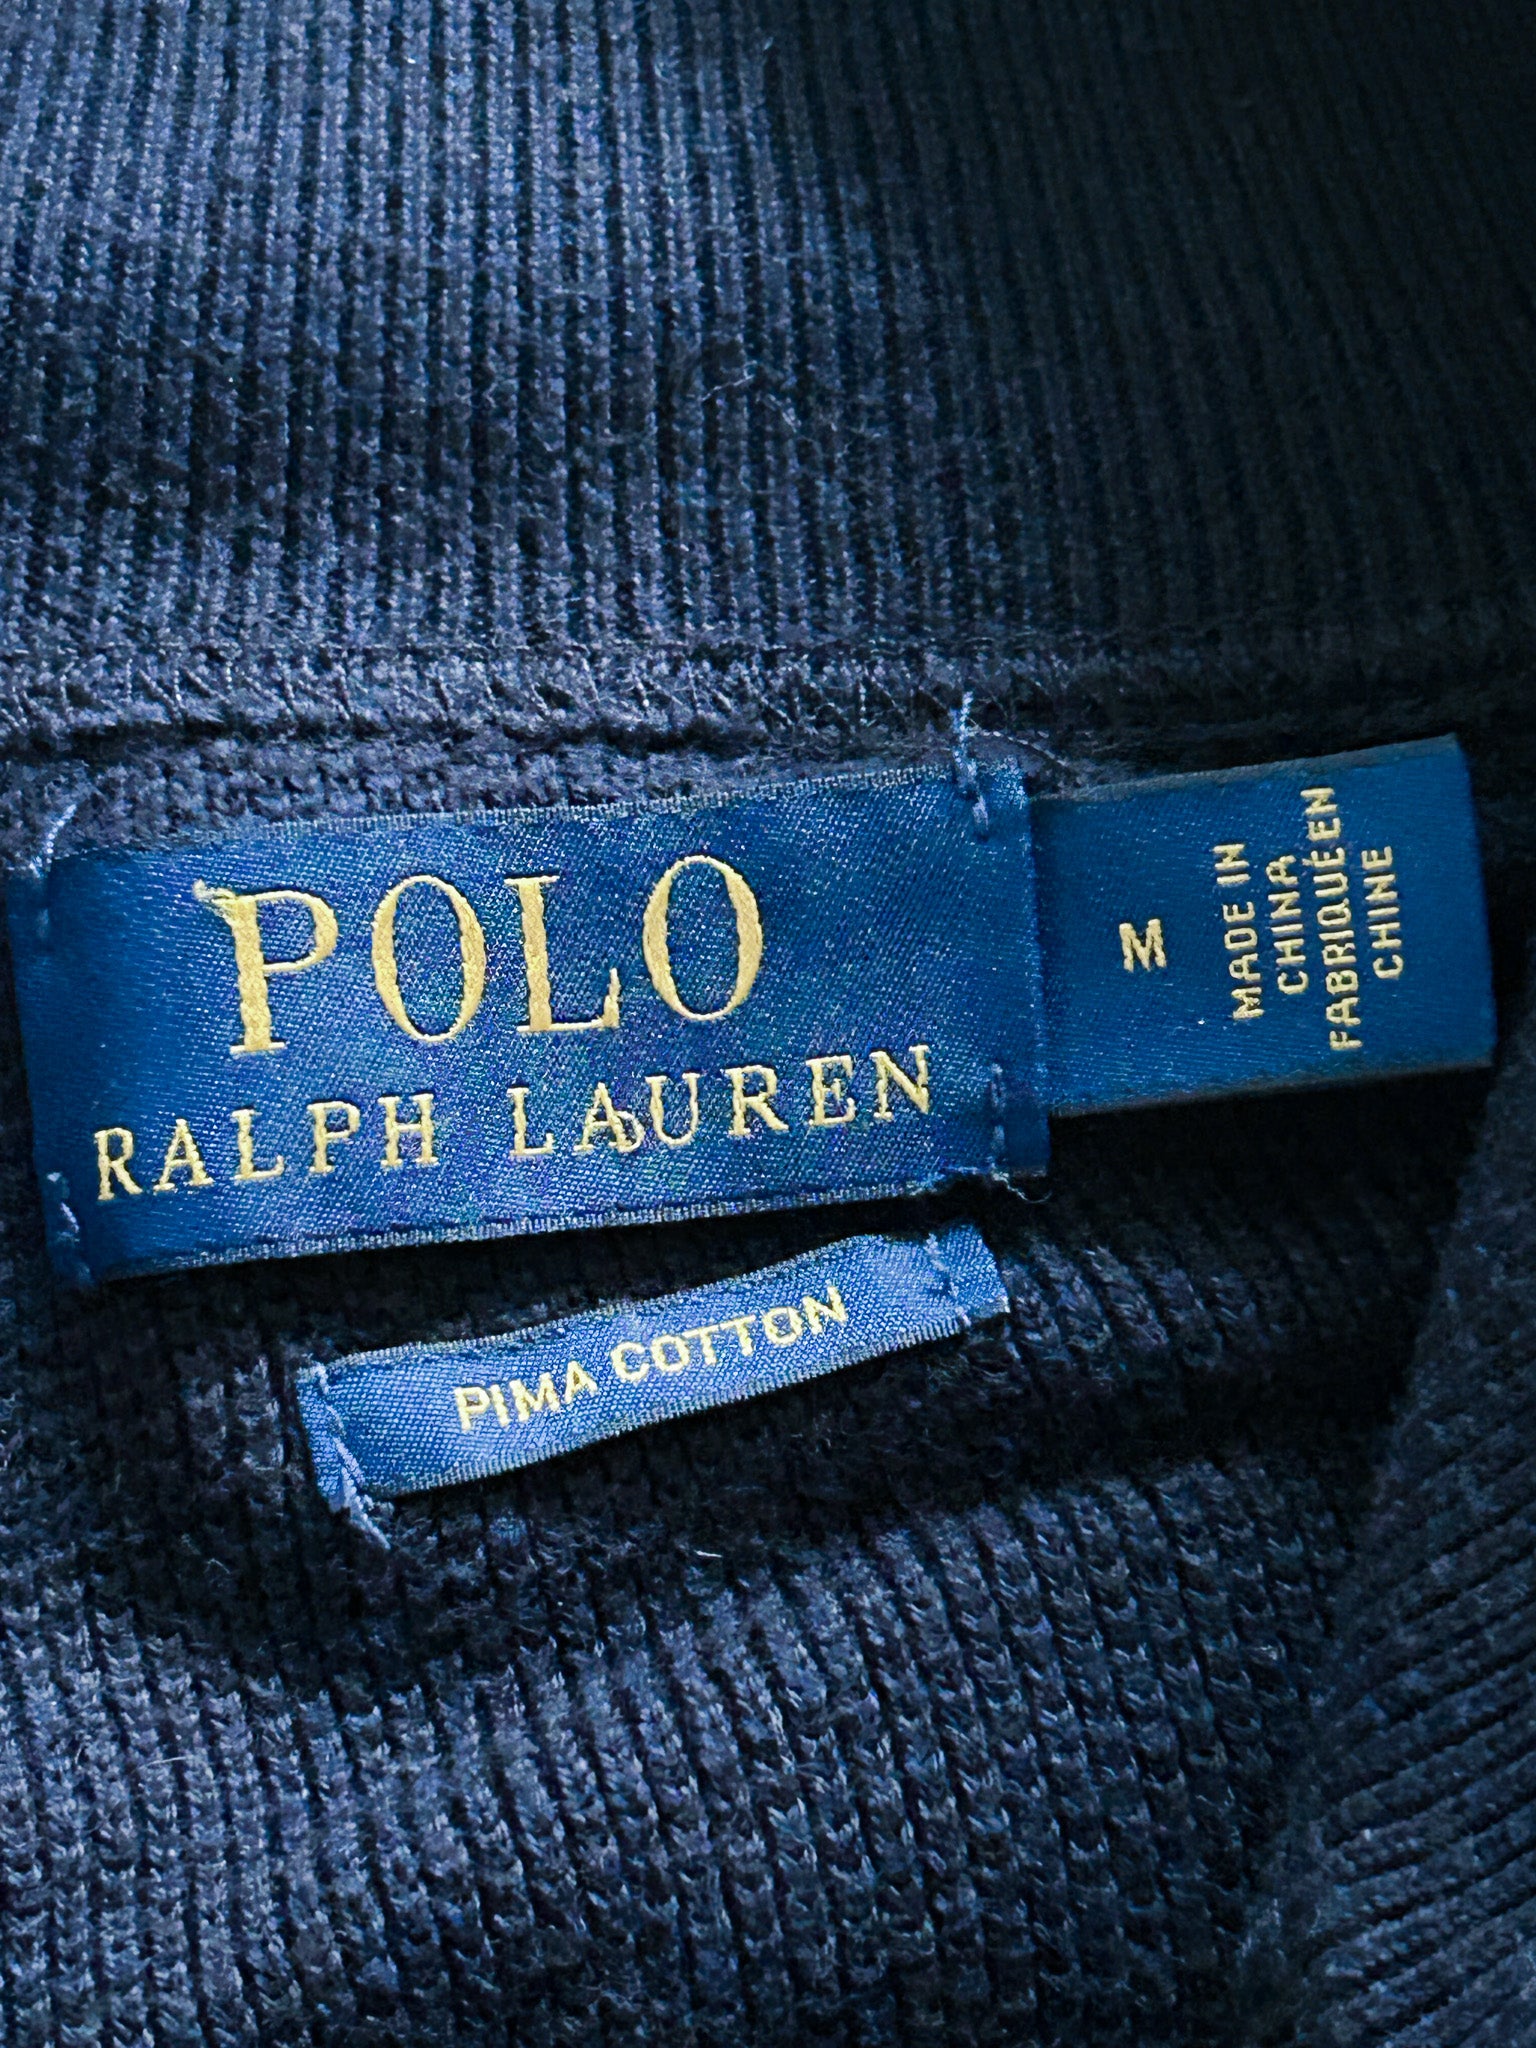 POLO
RALPH LAUREN
M
MADE IN
CHINA
FABRIQUÉ EN
CHINE
PIMA COTTON